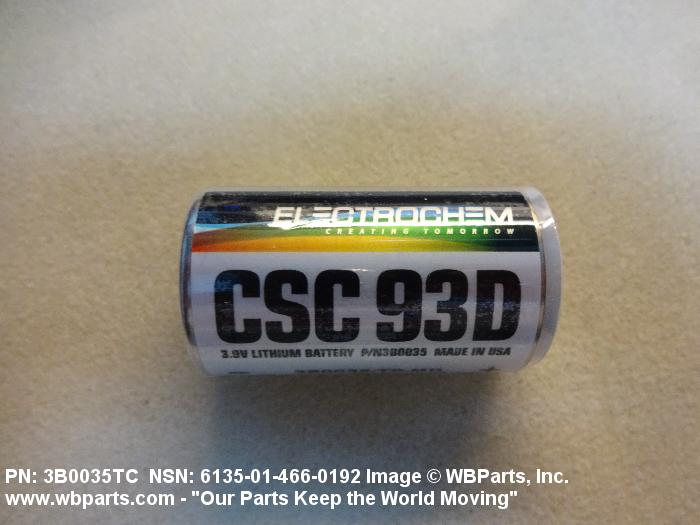 ELECTROCHEM
CREATING TOMORROW
CSC 93D
3.9V LITHIUM BATTERY P/N3B0035 MADE IN USA
PN: 3B0035TC NSN: 6135-01-466-0192 Image © WBParts, Inc.
www.wbparts.com - "Our Parts Keep the World Moving"